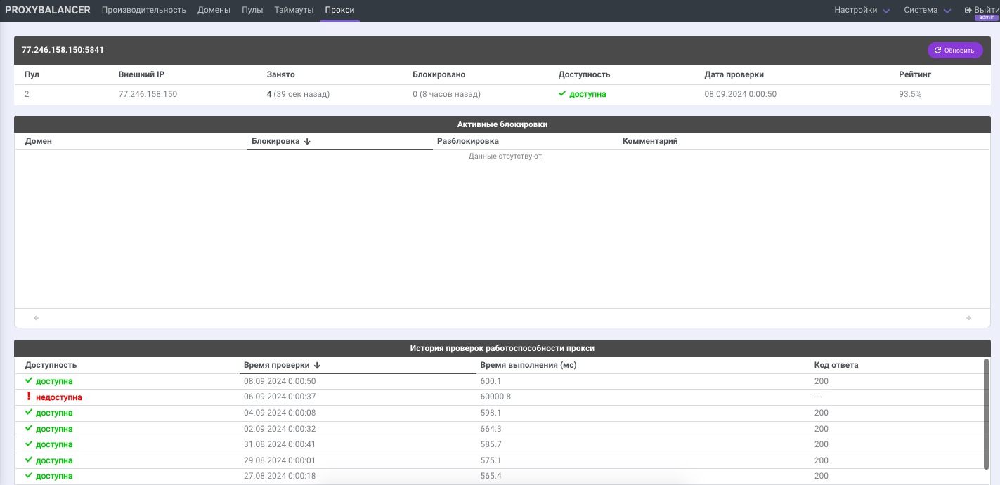 PROXYBALANCER Производительность Домены Пулы Таймауты Прокси Настройки Система Выйти
admin
77.246.158.150:5841 Обновить
Пул Внешний IP Занято Блокировано Доступность Дата проверки Рейтинг
2 77.246.158.150 4 (39 сек назад) 0 (8 часов назад) доступна 08.09.2024 0:00:50 93.5%
Активные блокировки
Домен Блокировка ↓ Разблокировка Комментарий
Данные отсутствуют
← →
История проверок работоспособности прокси
Доступность Время проверки ↓ Время выполнения (мс) Код ответа
доступна 08.09.2024 0:00:50 600.1 200
! недоступна 06.09.2024 0:00:37 60000.8 ---
доступна 04.09.2024 0:00:08 598.1 200
доступна 02.09.2024 0:00:32 664.3 200
доступна 31.08.2024 0:00:41 585.7 200
доступна 29.08.2024 0:00:01 575.1 200
доступна 27.08.2024 0:00:18 565.4 200